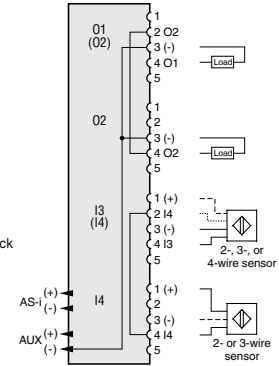 1
2 O2
3 (-)
4 O1
5
O1
(O2)
Load
1
2
3 (-)
4 O2
5
O2
Load
1 (+)
2 I4
3 (-)
4 I3
5
I3
(I4)
2-, 3-, or
4-wire sensor
ck
1 (+)
2
3 (-)
4 I4
5
I4
2- or 3-wire
sensor
AS-i
(+)
(-)
AUX
(+)
(-)